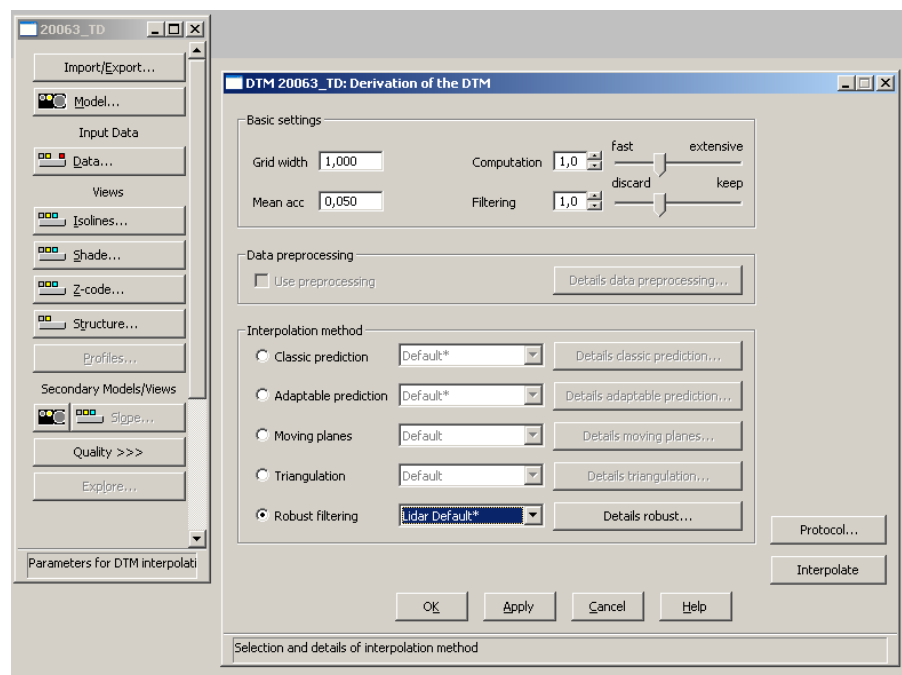 20063_TD
Import/Export...
Model...
Input Data
Data...
Views
Isolines...
Shade...
Z-code...
Structure...
Profiles...
Secondary Models/Views
Slope...
Quality >>>
Explore...
Parameters for DTM interpolati
DTM 20063_TD: Derivation of the DTM
Basic settings
Grid width 1,000 Computation 1,0 fast extensive
Mean acc 0,050 Filtering 1,0 discard keep
Data preprocessing
Use preprocessing Details data preprocessing...
Interpolation method
Classic prediction Default* Details classic prediction...
Adaptable prediction Default* Details adaptable prediction...
Moving planes Default Details moving planes...
Triangulation Default Details triangulation...
Robust filtering Lidar Default* Details robust...
Protocol...
Interpolate
OK Apply Cancel Help
Selection and details of interpolation method